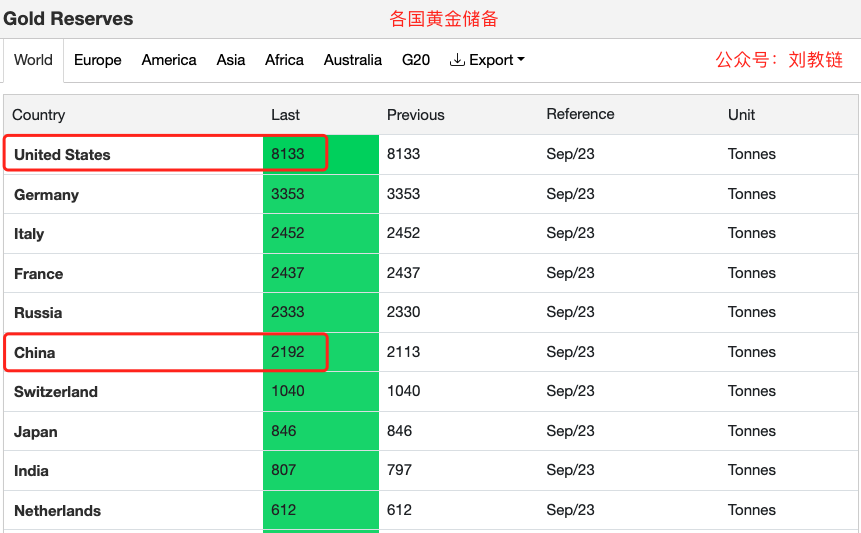 Gold Reserves 各国黄金储备
World Europe America Asia Africa Australia G20 Export 公众号：刘教链
Country Last Previous Reference Unit
United States 8133 8133 Sep/23 Tonnes
Germany 3353 3353 Sep/23 Tonnes
Italy 2452 2452 Sep/23 Tonnes
France 2437 2437 Sep/23 Tonnes
Russia 2333 2330 Sep/23 Tonnes
China 2192 2113 Sep/23 Tonnes
Switzerland 1040 1040 Sep/23 Tonnes
Japan 846 846 Sep/23 Tonnes
India 807 797 Sep/23 Tonnes
Netherlands 612 612 Sep/23 Tonnes